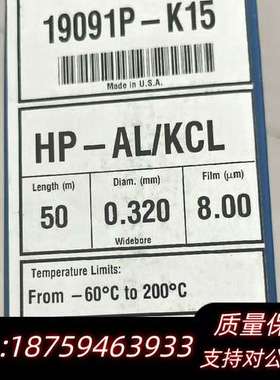 19091P-K15
Made in U.S.A.
HP-AL/KCL
Length (m) Diam. (mm) Film (μm)
50 0.320 8.00
Widebore
Temperature Limits:
From -60°C to 200°C
质量保
:18759464933
支持对公